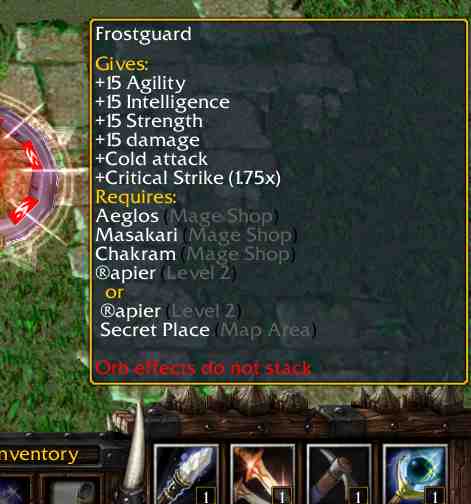 Frostguard
Gives:
+15 Agility
+15 Intelligence
+15 Strength
+15 damage
+Cold attack
+Critical Strike (1.75x)
Requires:
Aeglos (Mage Shop)
Masakari (Mage Shop)
Chakram (Mage Shop)
®apier (Level 2)
or
®apier (Level 2)
Secret Place (Map Area)
Orb effects do not stack
nventory
1 1 1 1